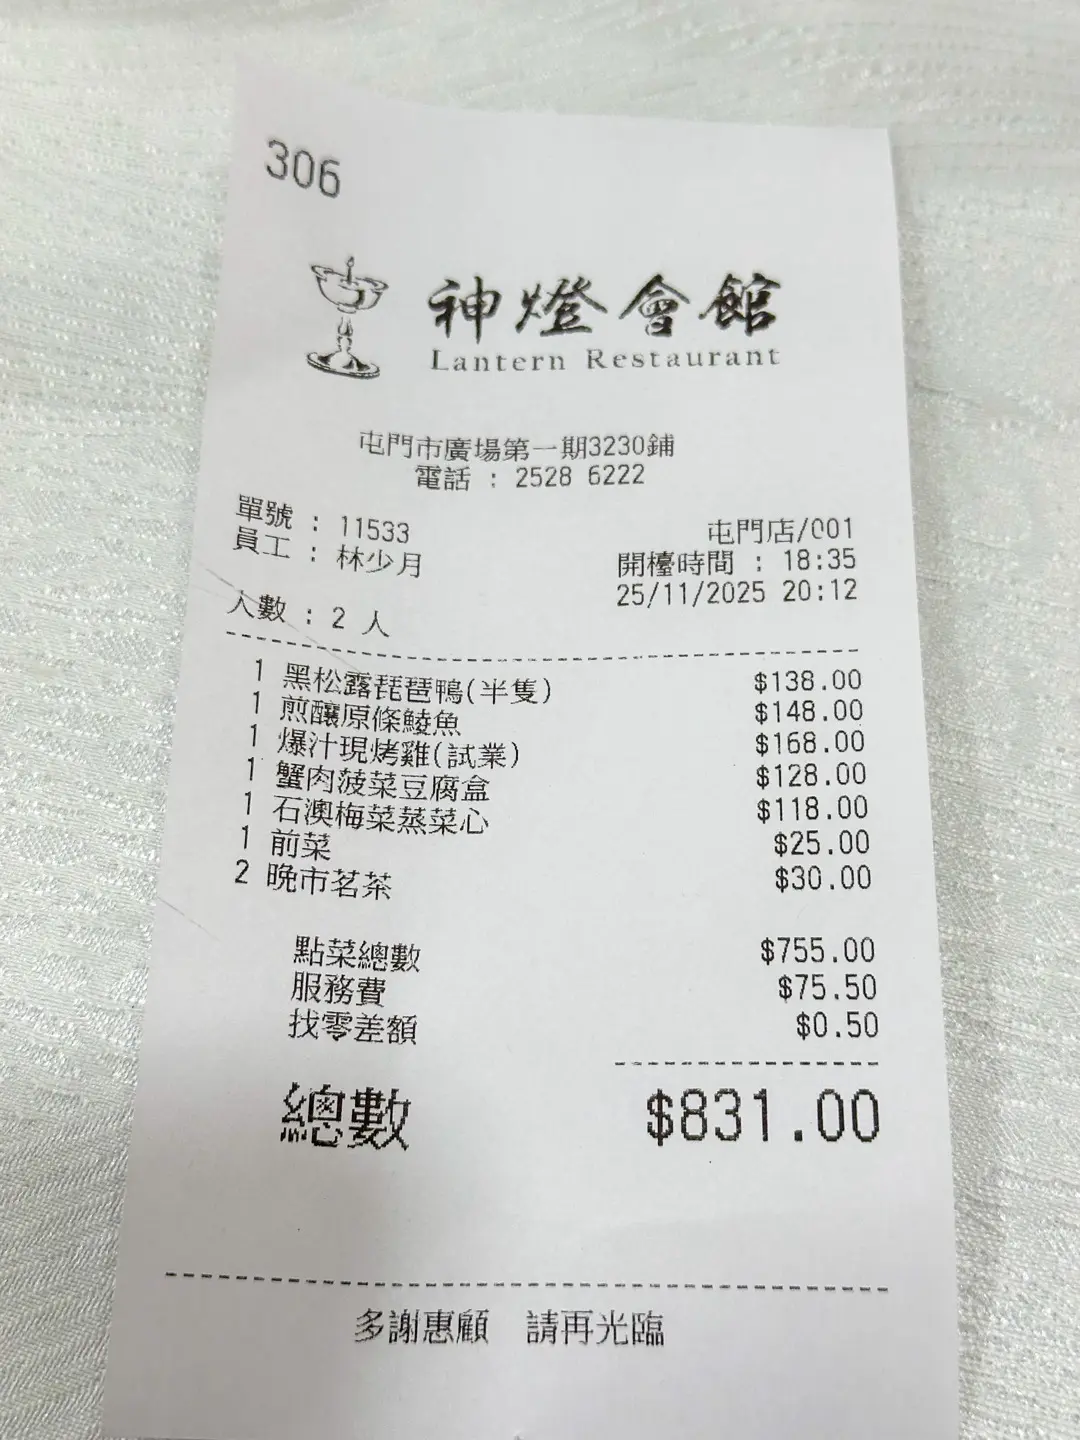 306
神燈會館
Lantern Restaurant
屯門市廣場第一期3230鋪
電話 : 2528 6222
單號 : 11533
屯門店/001
員工 : 林少月
開檯時間 : 18:35
25/11/2025 20:12
人數 : 2 人
1 黑松露琵琶鴨(半隻) $138.00
1 煎釀原條鯪魚 $148.00
1 爆汁現烤雞(試業) $168.00
1 蟹肉菠菜豆腐盒 $128.00
1 石澳梅菜蒸菜心 $118.00
1 前菜 $25.00
2 晚市茗茶 $30.00
點菜總數 $755.00
服務費 $75.50
找零差額 $0.50
總數 $831.00
多謝惠顧 請再光臨